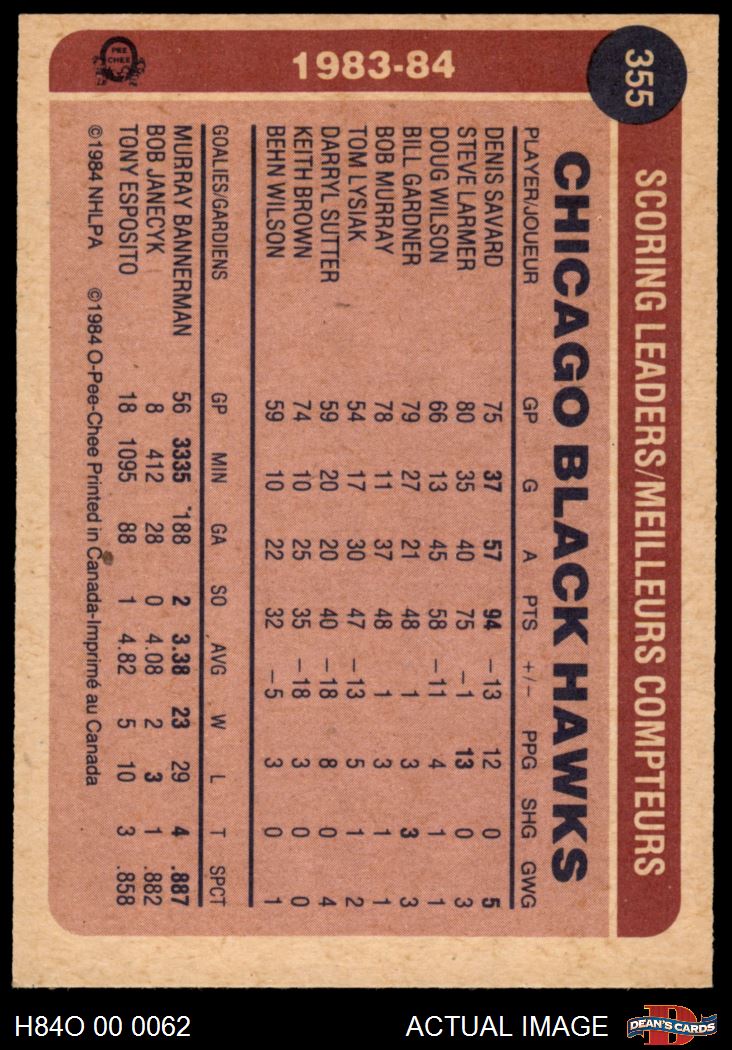 355
SCORING LEADERS/MEILLEURS COMPTEURS
1983-84
PEE CHEE
CHICAGO BLACK HAWKS
PLAYER/JOUEUR GP G A PTS +/- PPG SHG GWG
DENIS SAVARD 75 37 57 94 -13 12 0 5
STEVE LARMER 80 35 40 75 -1 13 0 3
DOUG WILSON 66 13 45 58 -11 4 1 1
BILL GARDNER 79 27 21 48 1 3 3 3
BOB MURRAY 78 11 37 48 1 3 1 1
TOM LYSIAK 54 17 30 47 -13 5 1 2
DARRYL SUTTER 59 20 20 40 -18 8 0 4
KEITH BROWN 74 10 25 35 -18 3 0 0
BEHN WILSON 59 10 22 32 -5 3 0 1
GOALIES/GARDIENS GP MIN GA SO AVG W L T SPCT
MURRAY BANNERMAN 56 3335 188 2 3.38 23 29 4 .887
BOB JANECYK 8 412 28 0 4.08 2 3 1 .882
TONY ESPOSITO 18 1095 88 1 4.82 5 10 3 .858
©1984 NHLPA ©1984 O-Pee-Chee Printed in Canada-Imprimé au Canada
H84O 00 0062 ACTUAL IMAGE DEAN'S CARDS